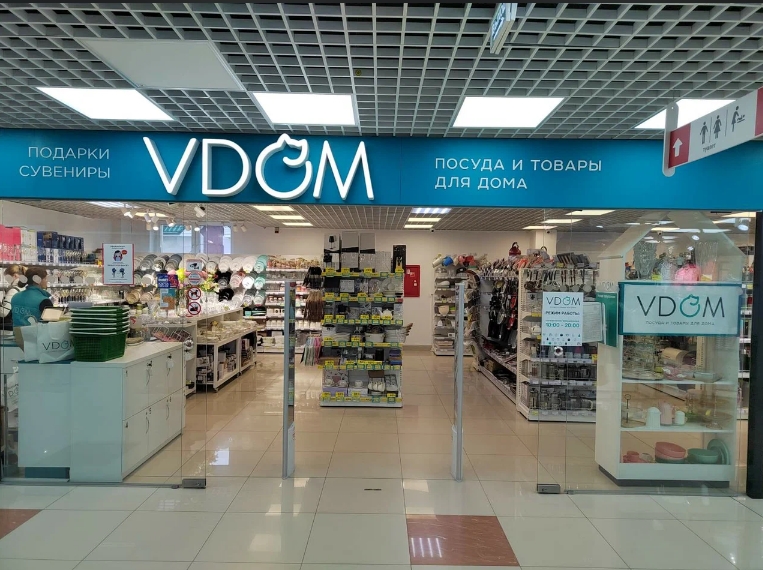 ПОДАРКИ
СУВЕНИРЫ
VDOM
ПОСУДА И ТОВАРЫ
ДЛЯ ДОМА
ТУАЛЕТ
VDOM
РЕЖИМ РАБОТЫ:
10:00 - 20:00
VDOM
ПОСУДА И ТОВАРЫ ДЛЯ ДОМА
VDOM